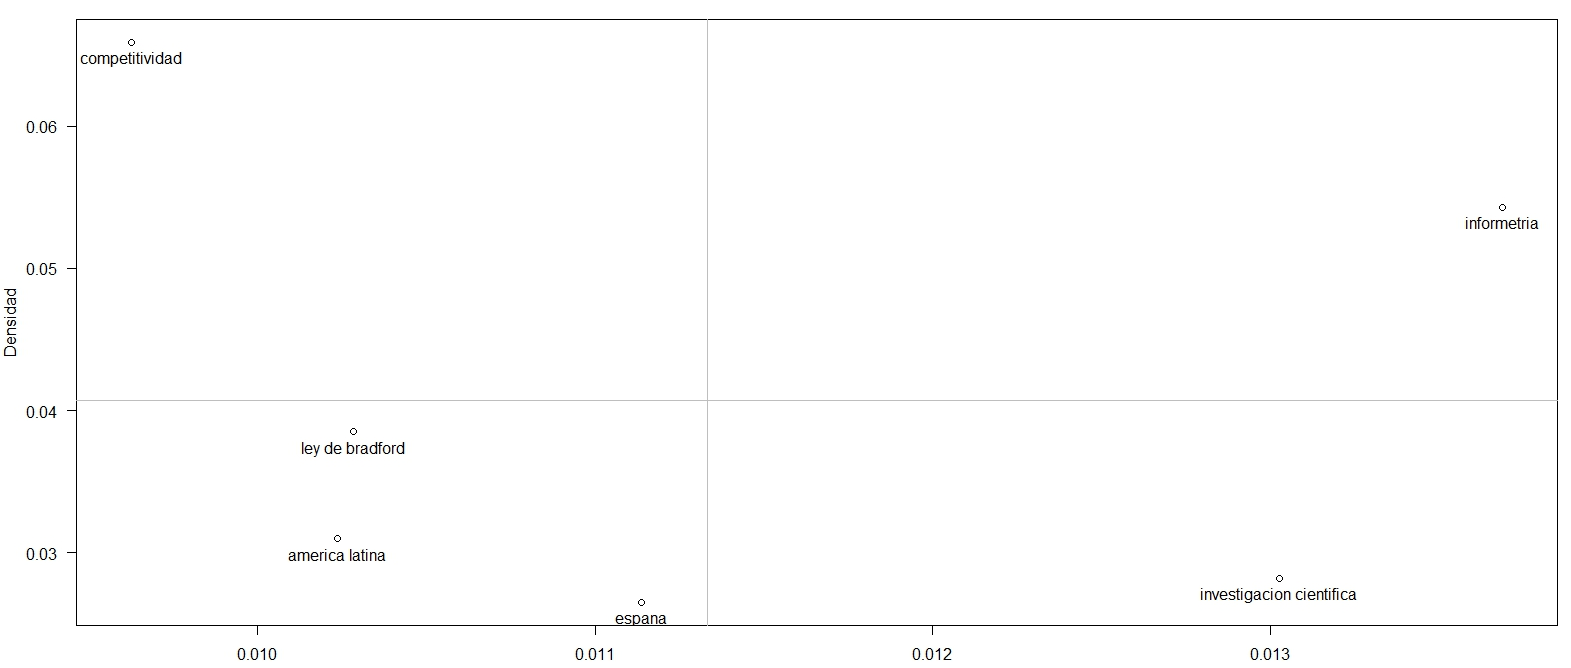 competitividad
0.06
informetria
0.05
Densidad
0.04
ley de bradford
0.03
america latina
investigacion cientifica
espana
0.010
0.011
0.012
0.013